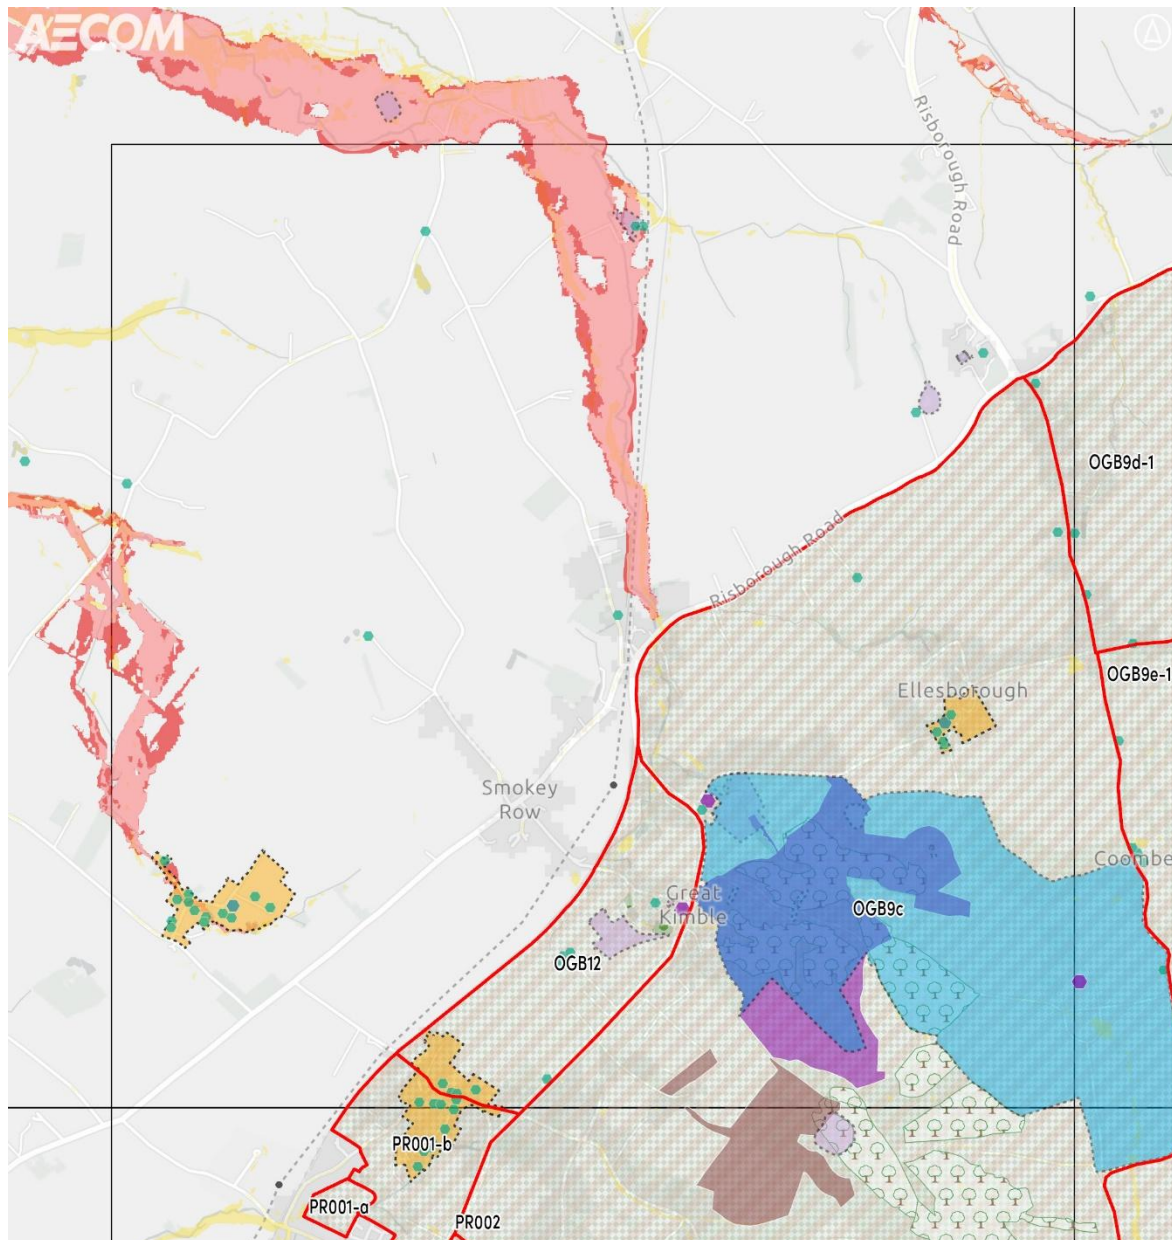 AECOM
Risborough Road
OGB9d-1
Risborough Road
OGB9e-1
Ellesborough
Smokey
Row
Coombe
Great
Kimble
OGB9c
OGB12
PR001-b
PR001-a
PR002